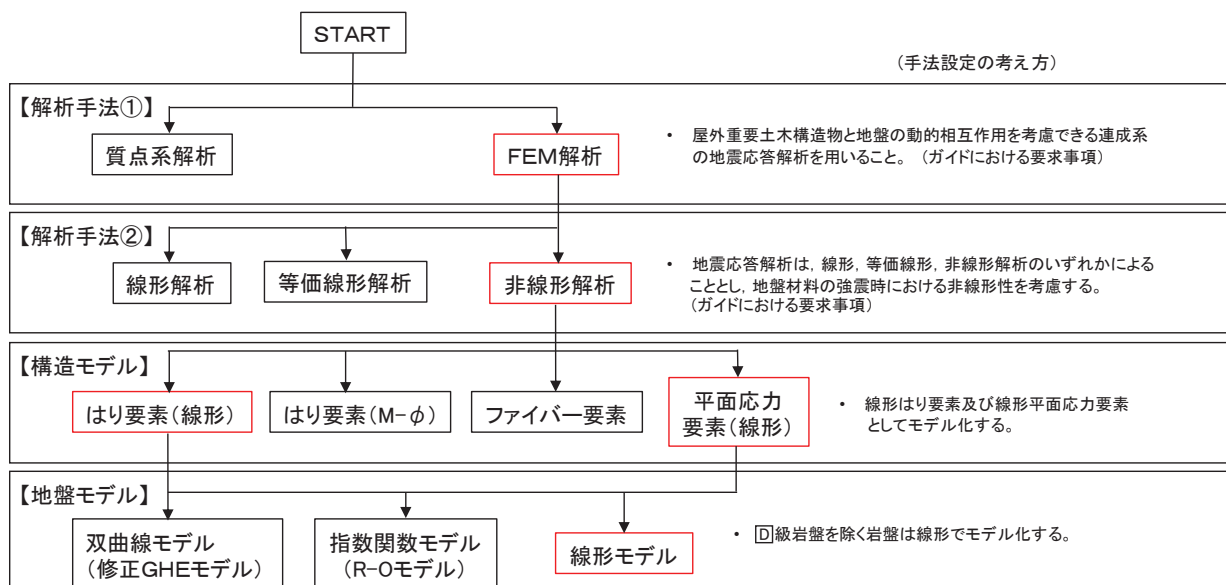 START
(手法設定の考え方)
【解析手法①】
質点系解析
FEM解析
・ 屋外重要土木構造物と地盤の動的相互作用を考慮できる連成系
の地震応答解析を用いること。 (ガイドにおける要求事項)
【解析手法②】
線形解析
等価線形解析
非線形解析
・ 地震応答解析は, 線形, 等価線形, 非線形解析のいずれかによる
こととし, 地盤材料の強震時における非線形性を考慮する。
(ガイドにおける要求事項)
【構造モデル】
はり要素(線形)
はり要素(M-φ)
ファイバー要素
平面応力
要素(線形)
・ 線形はり要素及び線形平面応力要素
としてモデル化する。
【地盤モデル】
双曲線モデル
(修正GHEモデル)
指数関数モデル
(R-Oモデル)
線形モデル
・ D級岩盤を除く岩盤は線形でモデル化する。